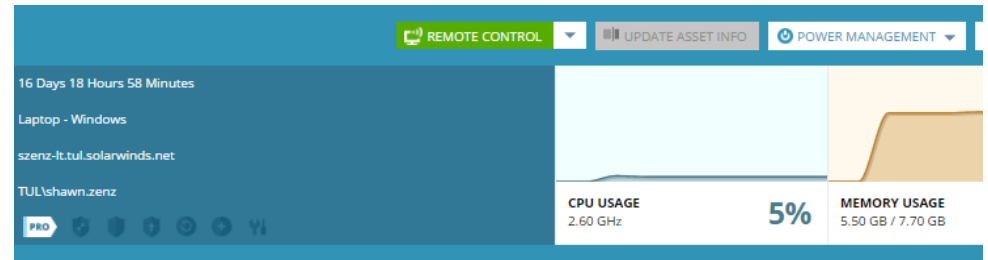 REMOTE CONTROL
UPDATE ASSET INFO
POWER MANAGEMENT
16 Days 18 Hours 58 Minutes
Laptop - Windows
szenz-lt.tul.solarwinds.net
TUL\shawn.zenz
PRO
CPU USAGE
2.60 GHz
5%
MEMORY USAGE
5.50 GB / 7.70 GB